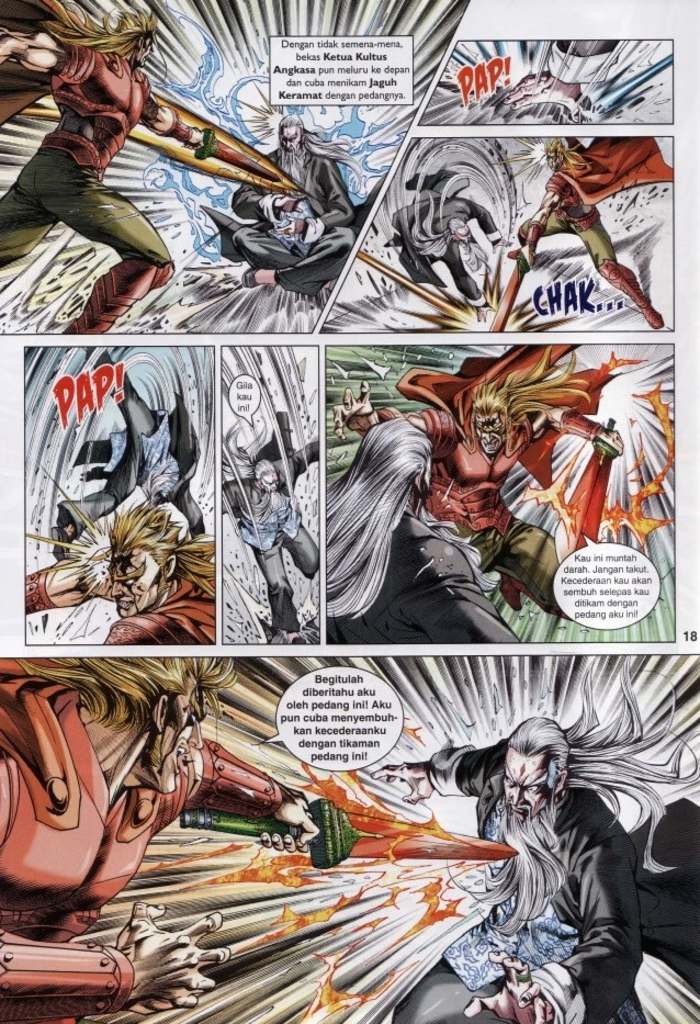 Dengan tidak semena-mena,
bekas Ketua Kultus
Angkasa pun meluru ke depan
dan cuba menikam Jaguh
Keramat dengan pedangnya.
PAP!
CHAK...
PAP!
Gila
kau ini!
Kau ini muntah
darah. Jangan takut.
Kecederaan kau akan
sembuh selepas kau
ditikam dengan
pedang aku ini!
18
Begitulah
diberitahu aku
oleh pedang ini! Aku
pun cuba menyembuh-
kan kecederaanku
dengan tikaman
pedang ini!